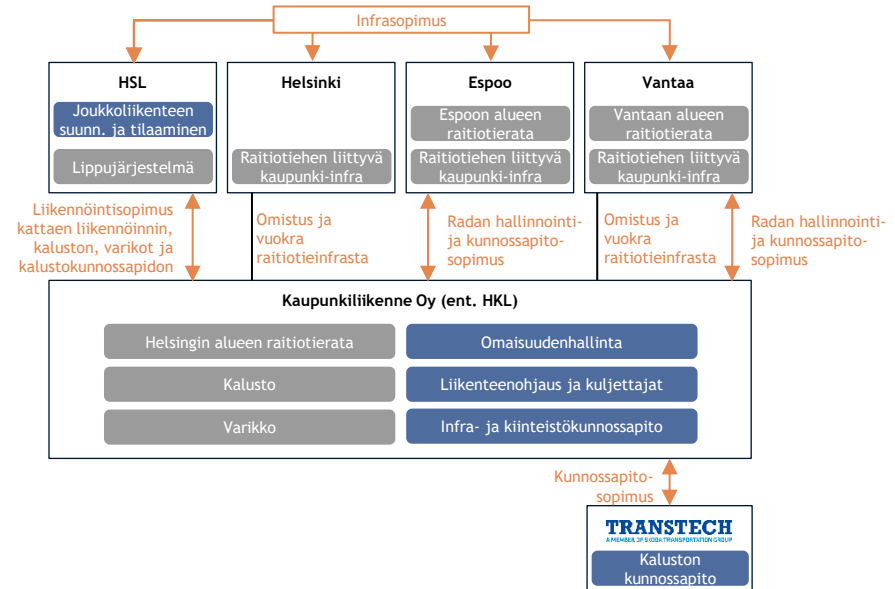 Infrasopimus
HSL
Joukkoliikenteen
suunn. ja tilaaminen
Lippujärjestelmä
Helsinki
Raitiotiehen liittyvä
kaupunki-infra
Espoo
Espoon alueen
raitiotierata
Raitiotiehen liittyvä
kaupunki-infra
Vantaa
Vantaan alueen
raitiotierata
Raitiotiehen liittyvä
kaupunki-infra
Liikennöintisopimus
kattaen liikennöinnin,
kaluston, varikot ja
kalustokunnossapidon
Omistus ja
vuokra
raitiotieinfrasta
Radan hallinnointi-
ja kunnossapito-
sopimus
Omistus ja
vuokra
raitiotieinfrasta
Radan hallinnointi-
ja kunnossapito-
sopimus
Kaupunkiliikenne Oy (ent. HKL)
Helsingin alueen raitiotierata
Omaisuudenhallinta
Kalusto
Liikenteenohjaus ja kuljettajat
Varikko
Infra- ja kiinteistökunnossapito
Kunnossapito-
sopimus
TRANSTECH
A MEMBER OF SKODA TRANSPORTATION GROUP
Kaluston
kunnossapito